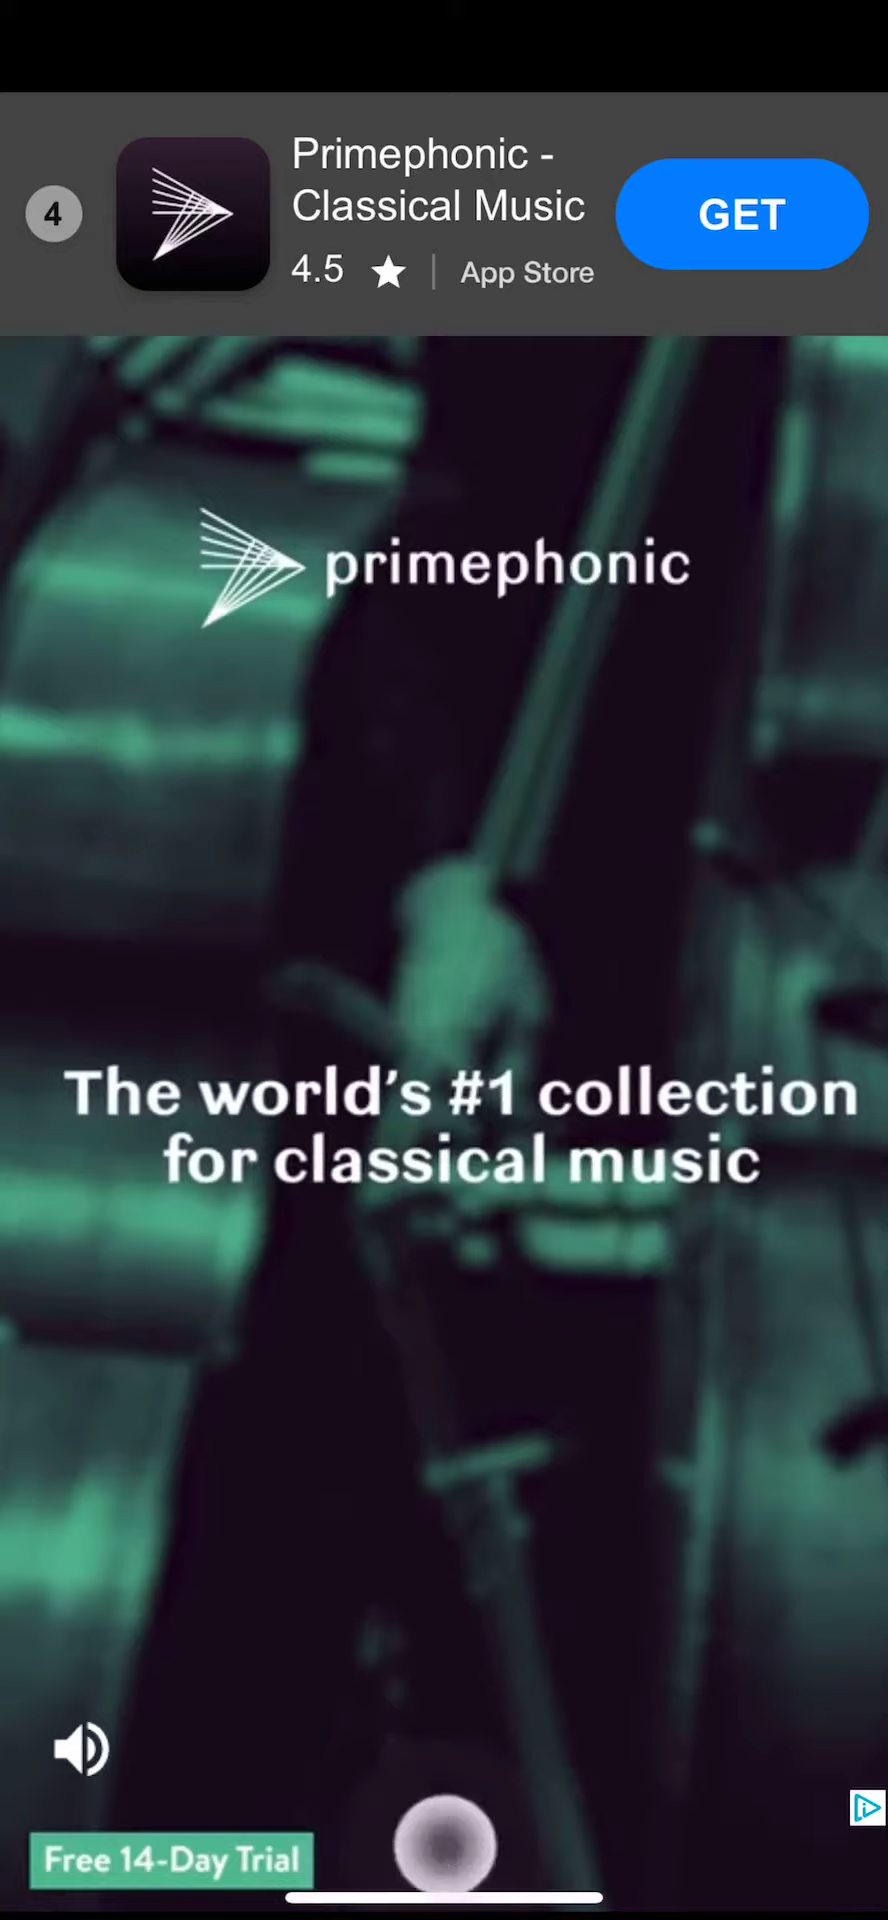 4
Primephonic -
Classical Music
4.5 ★ | App Store
GET
primephonic
The world's #1 collection
for classical music
Free 14-Day Trial